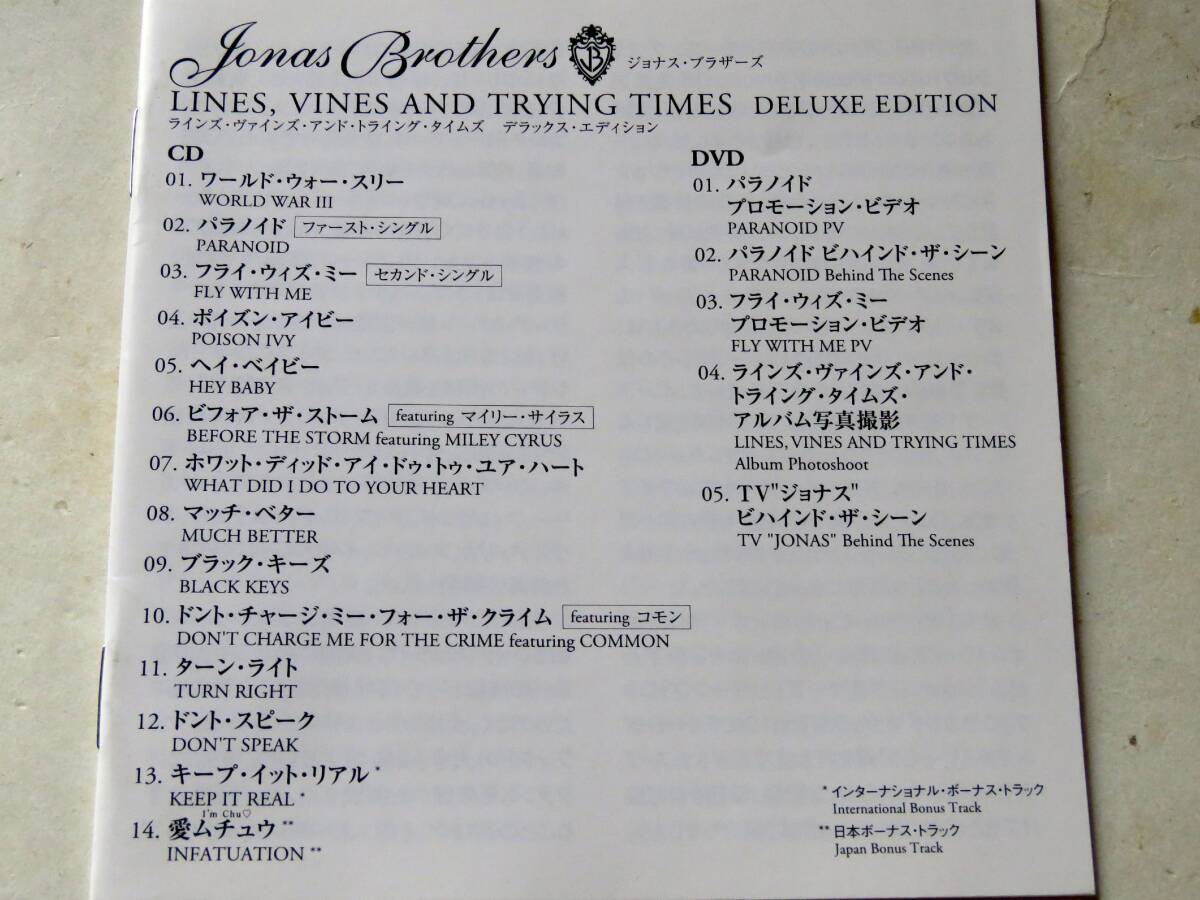 Jonas Brothers JB ジョナス・ブラザーズ
LINES, VINES AND TRYING TIMES DELUXE EDITION
ラインズ・ヴァインズ・アンド・トライング・タイムズ デラックス・エディション
CD
01. ワールド・ウォー・スリー
WORLD WAR III
02. パラノイド ファースト・シングル
PARANOID
03. フライ・ウィズ・ミー セカンド・シングル
FLY WITH ME
04. ポイズン・アイビー
POISON IVY
05. ヘイ・ベイビー
HEY BABY
06. ビフォア・ザ・ストーム featuring マイリー・サイラス
BEFORE THE STORM featuring MILEY CYRUS
07. ホワット・ディッド・アイ・ドゥ・トゥ・ユア・ハート
WHAT DID I DO TO YOUR HEART
08. マッチ・ベター
MUCH BETTER
09. ブラック・キーズ
BLACK KEYS
10. ドント・チャージ・ミー・フォー・ザ・クライム featuring コモン
DON'T CHARGE ME FOR THE CRIME featuring COMMON
11. ターン・ライト
TURN RIGHT
12. ドント・スピーク
DON'T SPEAK
13. キープ・イット・リアル *
KEEP IT REAL *
I'm Chu♡
14. 愛ムチュウ **
INFATUATION **
DVD
01. パラノイド
プロモーション・ビデオ
PARANOID PV
02. パラノイド ビハインド・ザ・シーン
PARANOID Behind The Scenes
03. フライ・ウィズ・ミー
プロモーション・ビデオ
FLY WITH ME PV
04. ラインズ・ヴァインズ・アンド・
トライング・タイムズ・
アルバム写真撮影
LINES, VINES AND TRYING TIMES
Album Photoshoot
05. TV"ジョナス"
ビハインド・ザ・シーン
TV "JONAS" Behind The Scenes
* インターナショナル・ボーナス・トラック
International Bonus Track
** 日本ボーナス・トラック
Japan Bonus Track